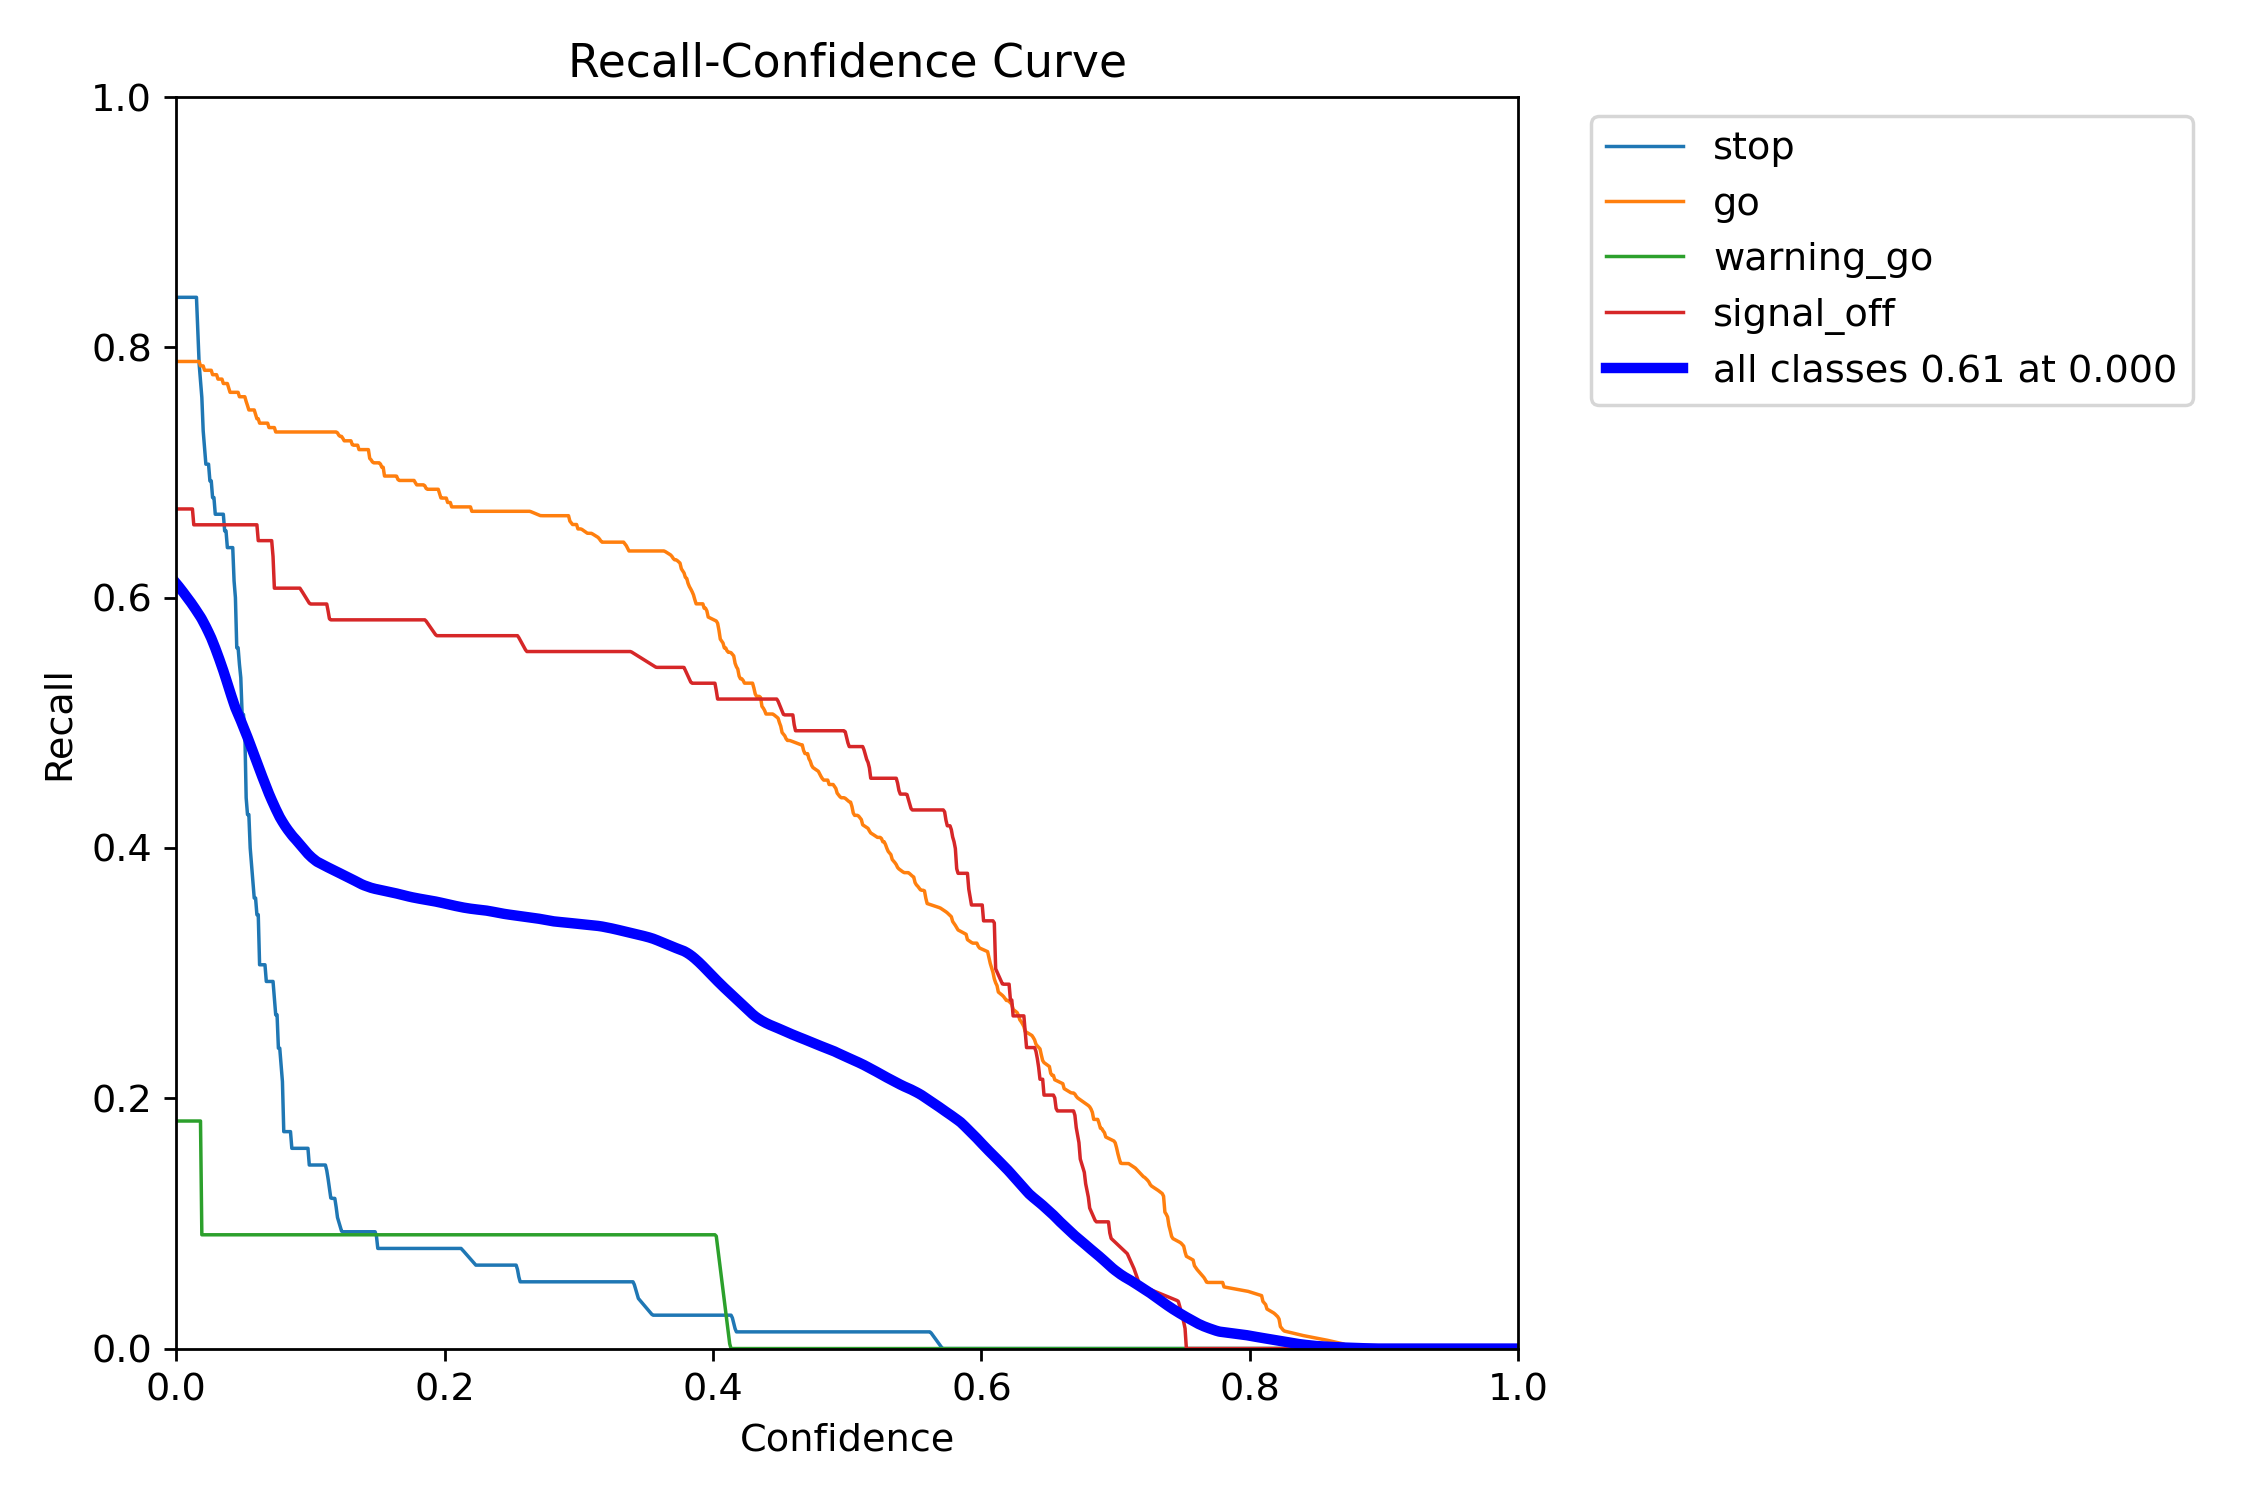 Recall-Confidence Curve
1.0
0.8
0.6
0.4
0.2
0.0
Recall
0.0 0.2 0.4 0.6 0.8 1.0
Confidence
stop
go
warning_go
signal_off
all classes 0.61 at 0.000